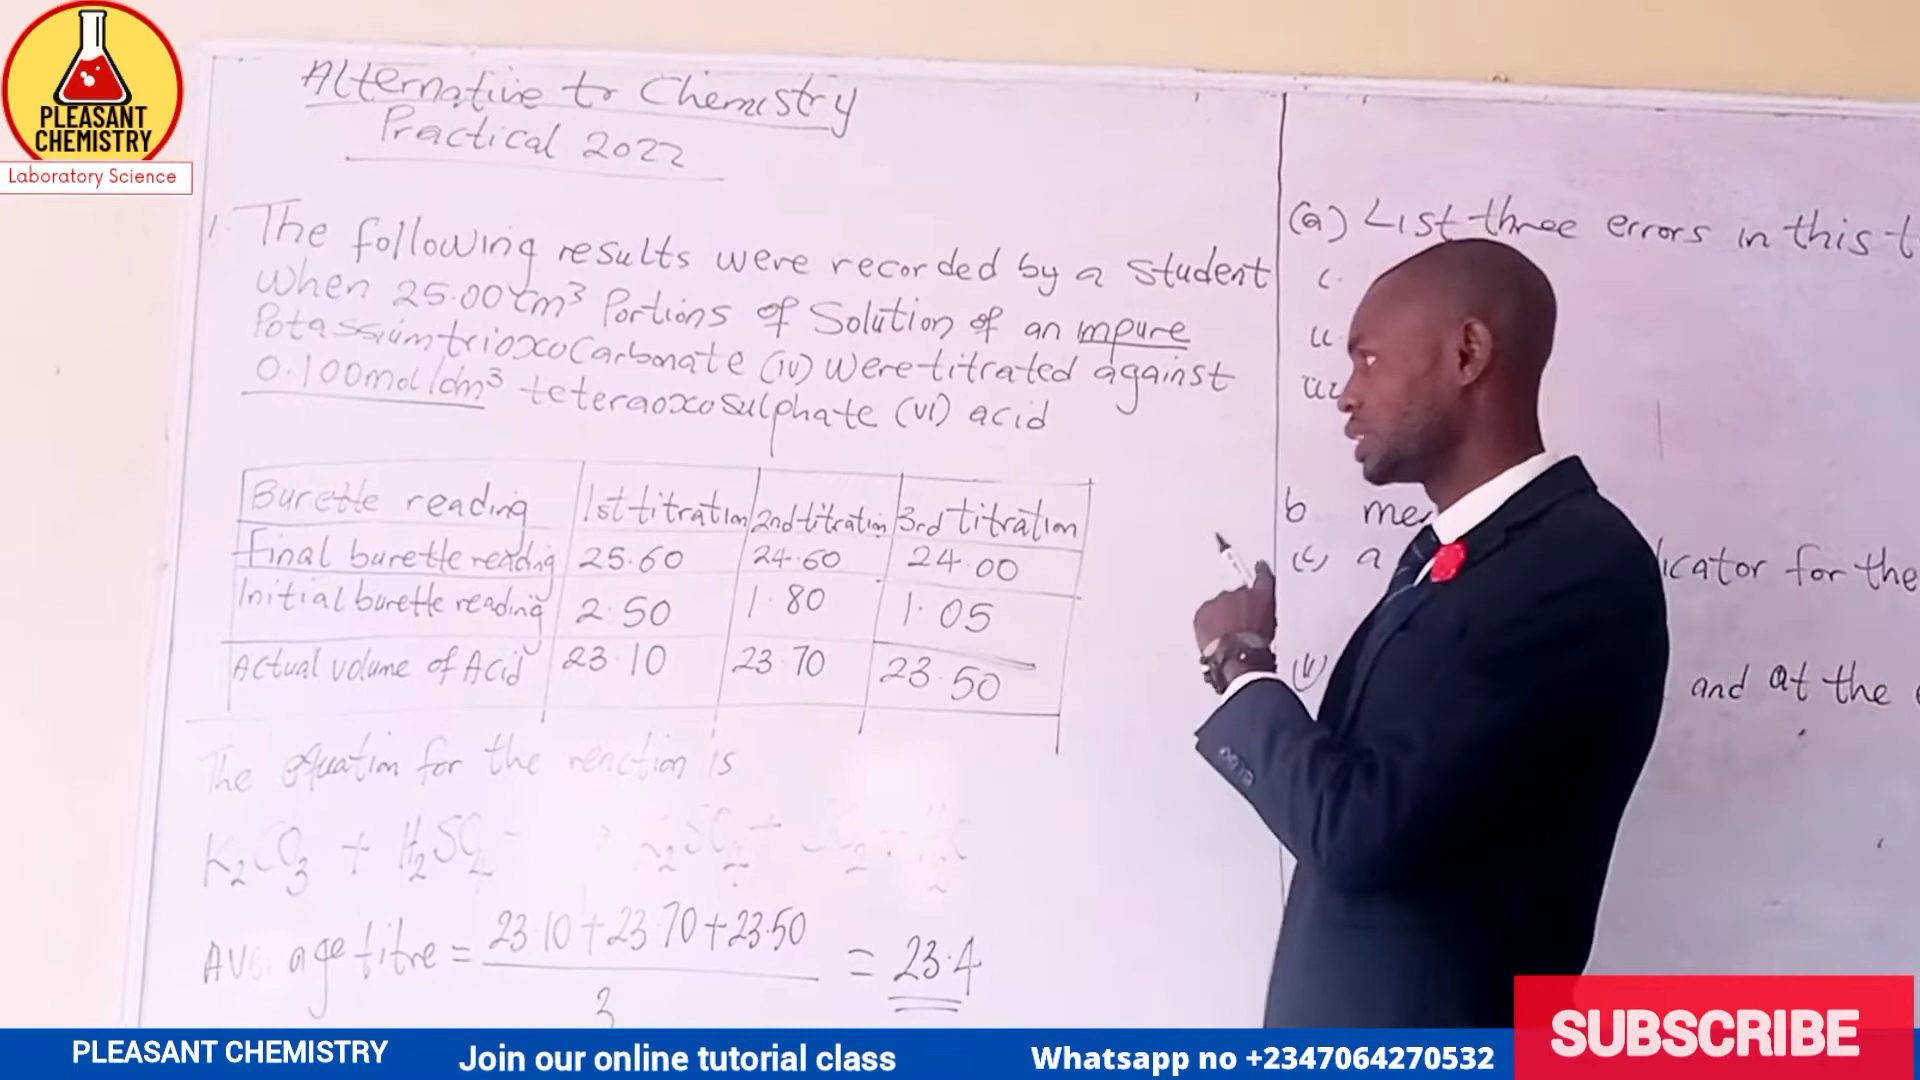 PLEASANT
CHEMISTRY
Laboratory Science
Alternative to Chemistry
Practical 2022
1. The following results were recorded by a student
When 25.00cm³ Portions of Solution of an impure
Potassium trioxocarbonate (iv) were titrated against
0.100mol/dm³ teteraoxosulphate (vi) acid
Burette reading 1st titration 2nd titration 3rd titration
Final burette reading 25.60 24.60 24.00
Initial burette reading 2.50 1.80 1.05
Actual volume of Acid 23.10 23.70 23.50
The equation for the reaction is
K₂CO₃ + H₂SO₄
Average titre = 23.10 + 23.70 + 23.50 = 23.4
3
(a) List three errors in this
b
a
for the
and at the
PLEASANT CHEMISTRY
Join our online tutorial class
Whatsapp no +2347064270532
SUBSCRIBE